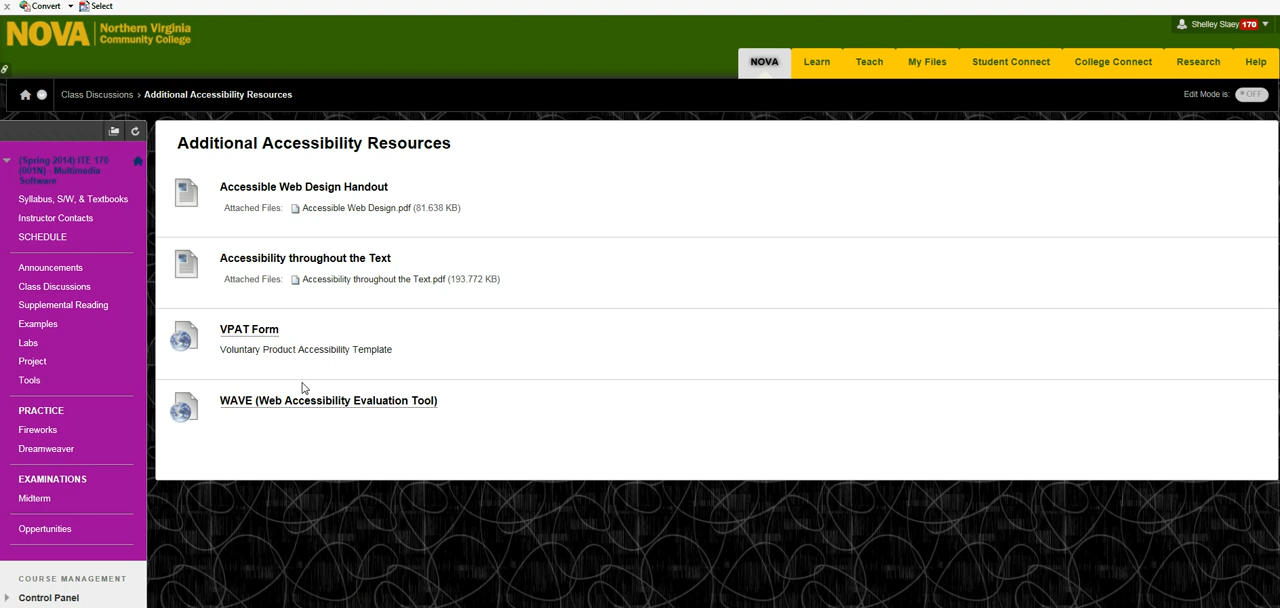 Convert
Select
NOVA
Northern Virginia
Community College
Shelley Slaey 170
NOVA
Learn
Teach
My Files
Student Connect
College Connect
Research
Help
Class Discussions > Additional Accessibility Resources
Edit Mode is: OFF
(Spring 2014) ITE 170
(001N) - Multimedia
Software
Syllabus, S/W, & Textbooks
Instructor Contacts
SCHEDULE
Announcements
Class Discussions
Supplemental Reading
Examples
Labs
Project
Tools
PRACTICE
Fireworks
Dreamweaver
EXAMINATIONS
Midterm
Oppertunities
COURSE MANAGEMENT
Control Panel
Additional Accessibility Resources
Accessible Web Design Handout
Attached Files: Accessible Web Design.pdf (81.638 KB)
Accessibility throughout the Text
Attached Files: Accessibility throughout the Text.pdf (193.772 KB)
VPAT Form
Voluntary Product Accessibility Template
WAVE (Web Accessibility Evaluation Tool)